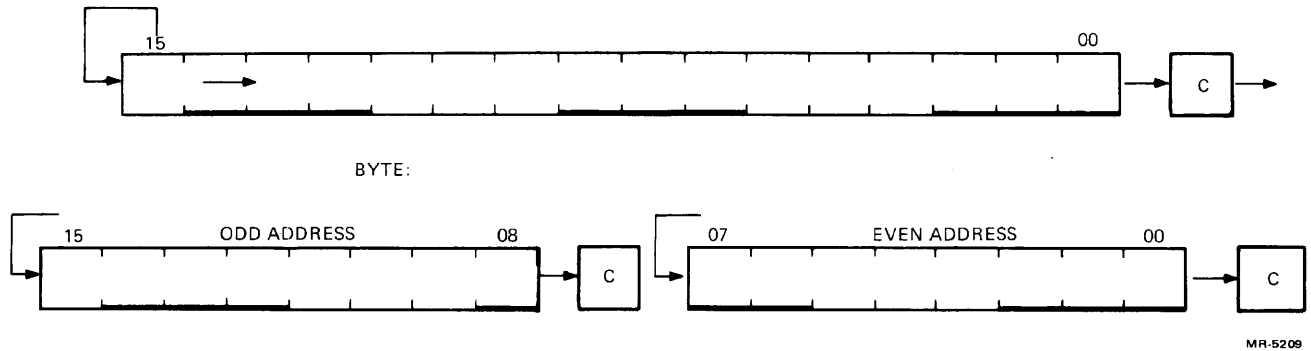 15 00
C
BYTE:
15 ODD ADDRESS 08
C
07 EVEN ADDRESS 00
C
MR-5209